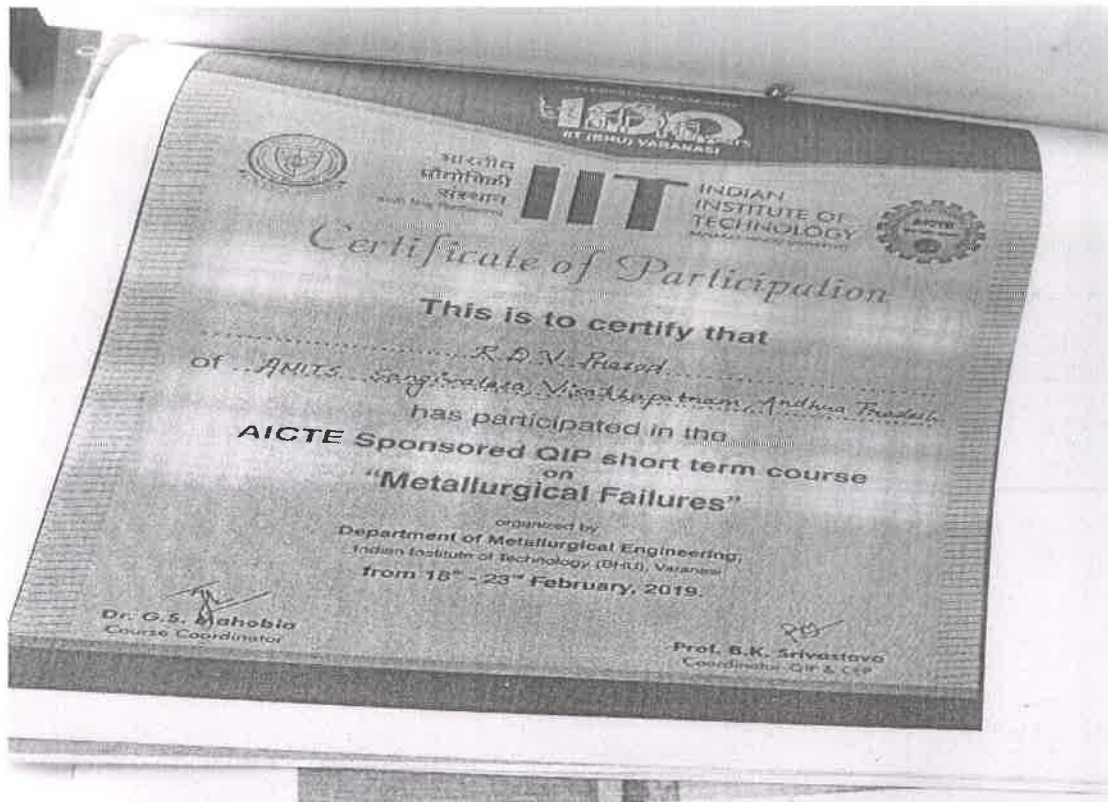 100
IIT (BHU) VARANASI
भारतीय
प्रौद्योगिकी
संस्थान
IIT
INDIAN
INSTITUTE OF
TECHNOLOGY
AICTE
Certificate of Participation
This is to certify that
R.D.V. Prasad
of ANITS Sangivalasa, Visakhapatnam, Andhra Pradesh
has participated in the
AICTE Sponsored QIP short term course
on
"Metallurgical Failures"
organized by
Department of Metallurgical Engineering,
Indian Institute of Technology (BHU), Varanasi
from 18th - 23rd February, 2019.
Dr. G.S. Mahobia
Course Coordinator
Prof. B.K. Srivastava
Coordinator-QIP & CEP